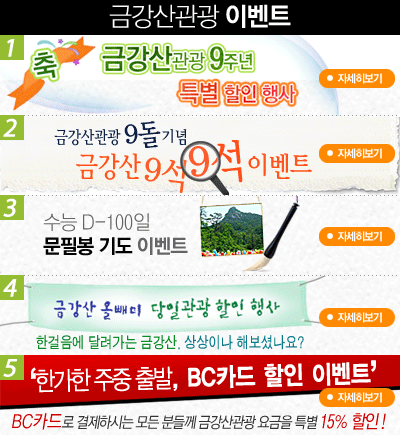 금강산관광 이벤트
1
축 금강산관광 9주년
특별 할인 행사
자세히보기
2
금강산관광 9돌기념
금강산 9석 9석 이벤트
자세히보기
3
수능 D-100일
문필봉 기도 이벤트
자세히보기
4
금강산 올빼미 당일관광 할인 행사
자세히보기
한걸음에 달려가는 금강산, 상상이나 해보셨나요?
5
‘한가한 주중 출발, BC카드 할인 이벤트’
자세히보기
BC카드로 결제하시는 모든 분들께 금강산관광 요금을 특별 15% 할인!